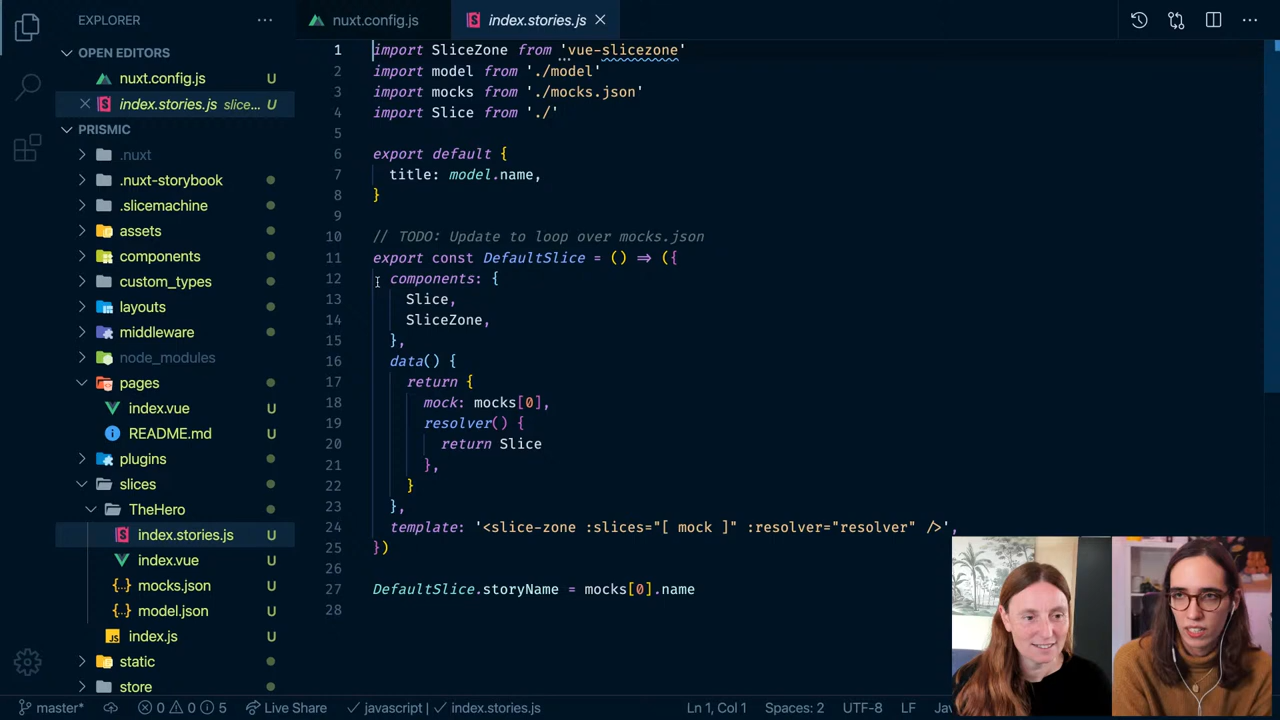 EXPLORER
OPEN EDITORS
nuxt.config.js U
index.stories.js slice... U
PRISMIC
.nuxt
.nuxt-storybook
.slicemachine
assets
components
custom_types
layouts
middleware
node_modules
pages
index.vue U
README.md U
plugins
slices
TheHero
index.stories.js U
index.vue U
mocks.json U
model.json U
index.js U
static
store
nuxt.config.js
index.stories.js
1 import SliceZone from 'vue-slicezone'
2 import model from './model'
3 import mocks from './mocks.json'
4 import Slice from './'
5
6 export default {
7 title: model.name,
8 }
9
10 // TODO: Update to loop over mocks.json
11 export const DefaultSlice = () => ({
12 components: {
13 Slice,
14 SliceZone,
15 },
16 data() {
17 return {
18 mock: mocks[0],
19 resolver() {
20 return Slice
21 },
22 }
23 },
24 template: '<slice-zone :slices="[ mock ]" :resolver="resolver" />',
25 })
26
27 DefaultSlice.storyName = mocks[0].name
28
master* 0 0 5 Live Share javascript | index.stories.js Ln 1, Col 1 Spaces: 2 UTF-8 LF Jav